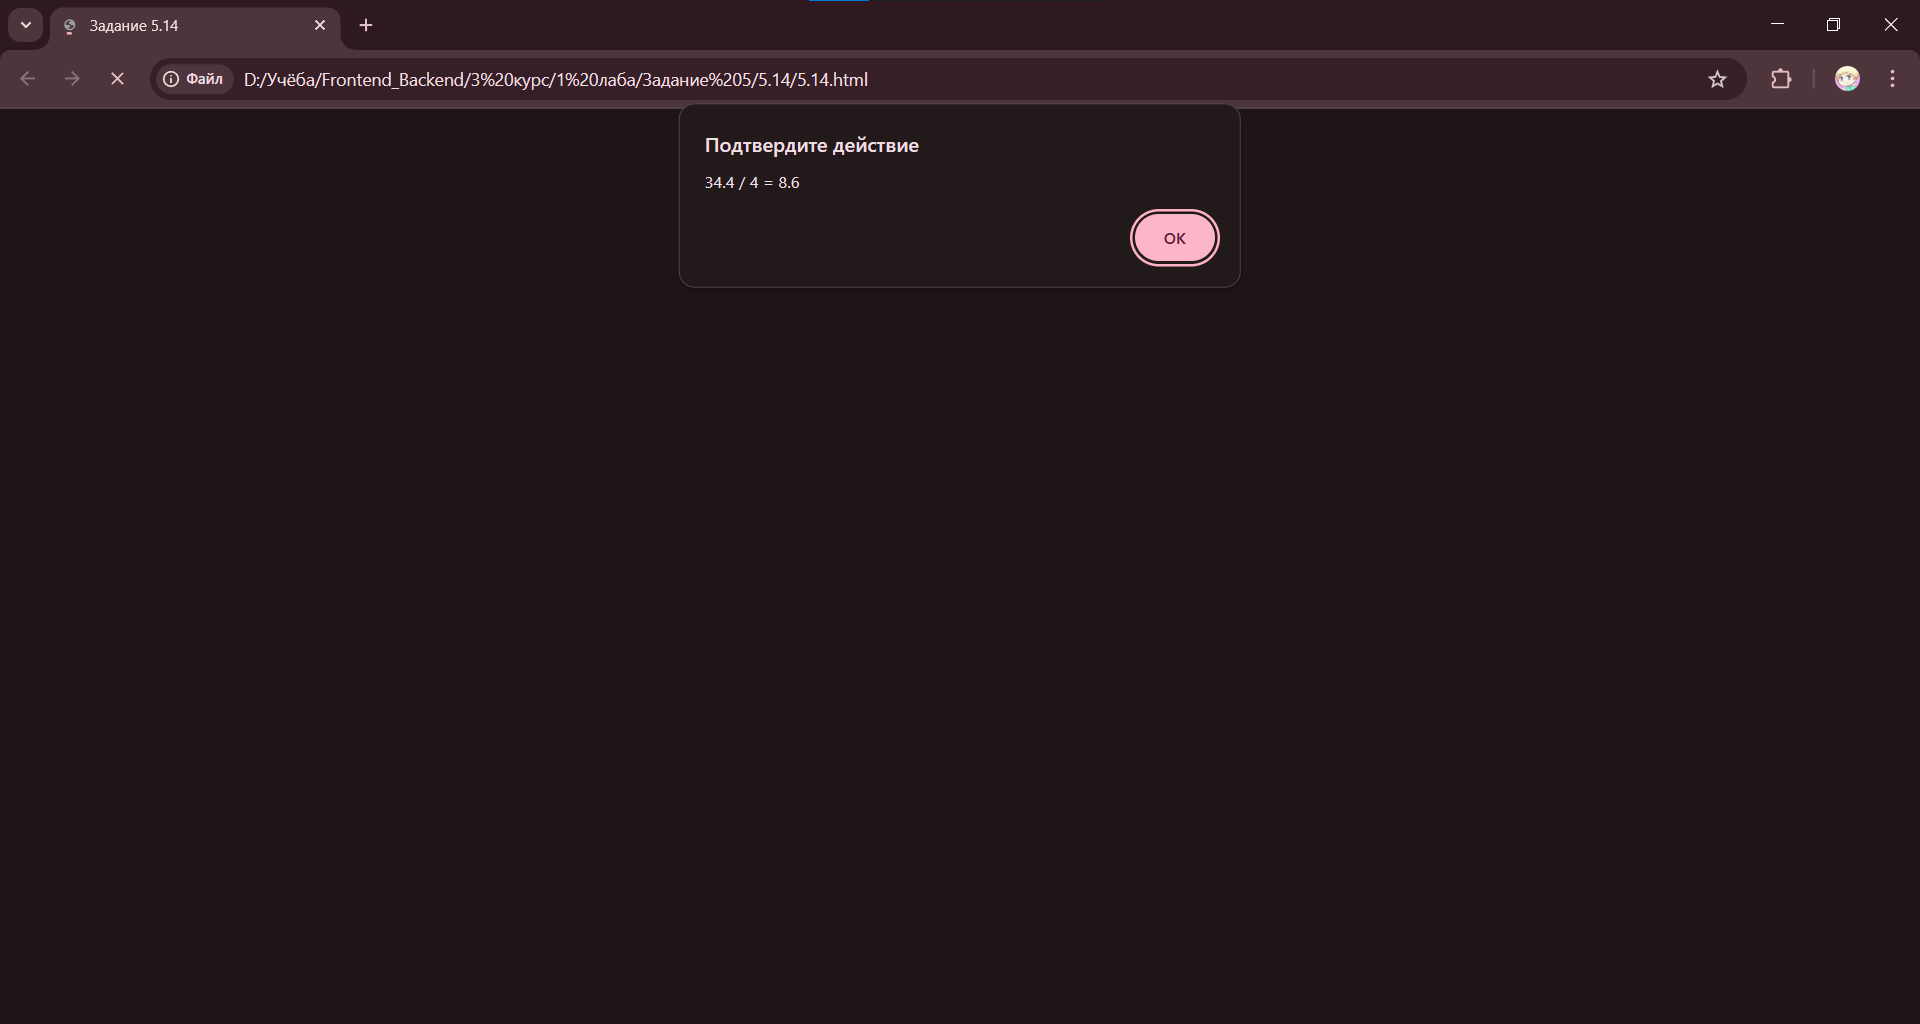 Задание 5.14
Файл
D:/Учёба/Frontend_Backend/3%20курс/1%20лаба/Задание%205/5.14/5.14.html
Подтвердите действие
34.4 / 4 = 8.6
ОК